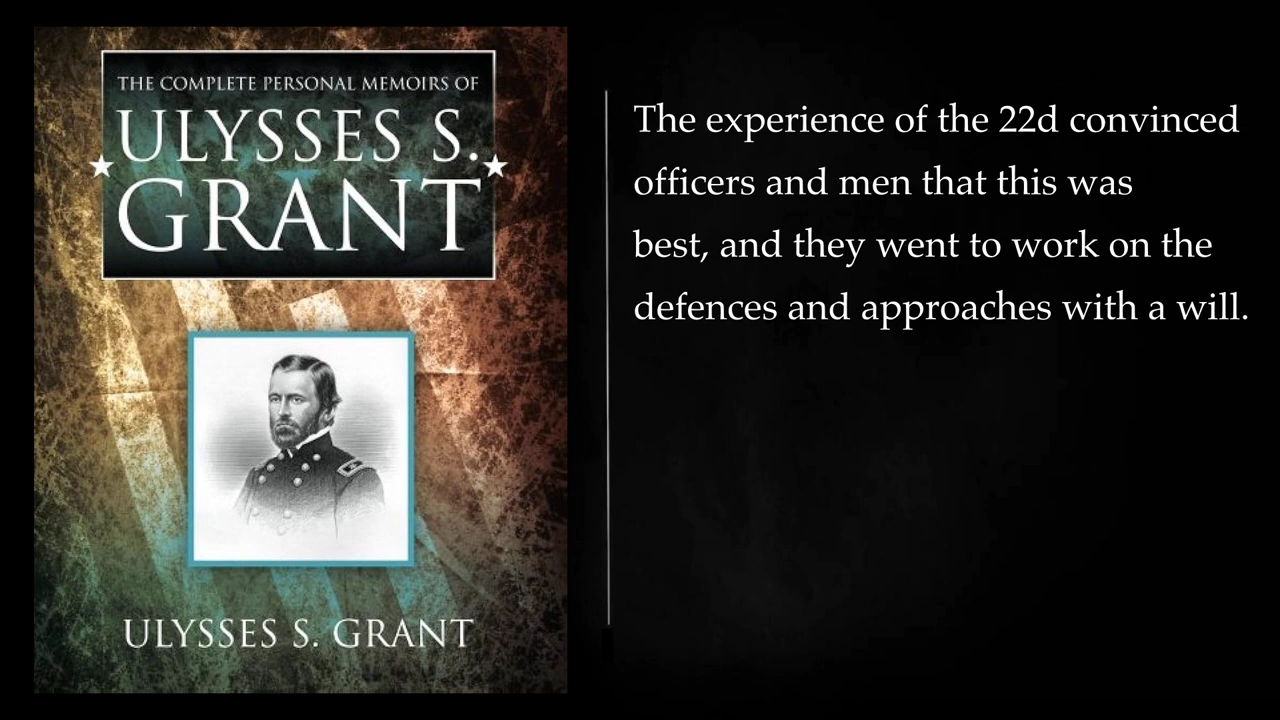 THE COMPLETE PERSONAL MEMOIRS OF
ULYSSES S.
GRANT
ULYSSES S. GRANT
The experience of the 22d convinced
officers and men that this was
best, and they went to work on the
defences and approaches with a will.